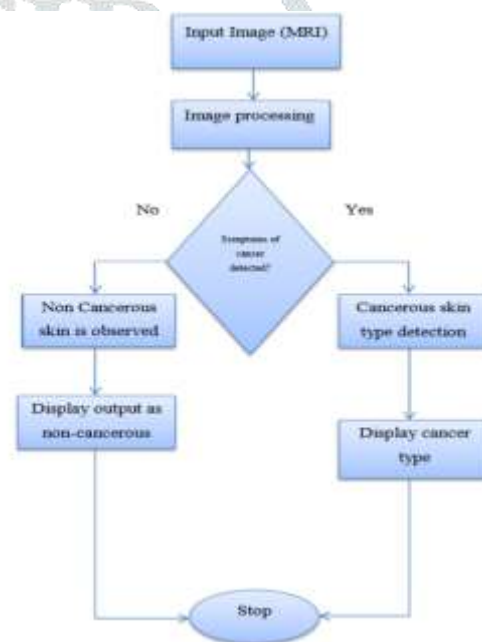 Input Image (MRI)
Image processing
No
Yes
Symptoms of
cancer
detected?
Non Cancerous
skin is observed
Cancerous skin
type detection
Display output as
non-cancerous
Display cancer
type
Stop